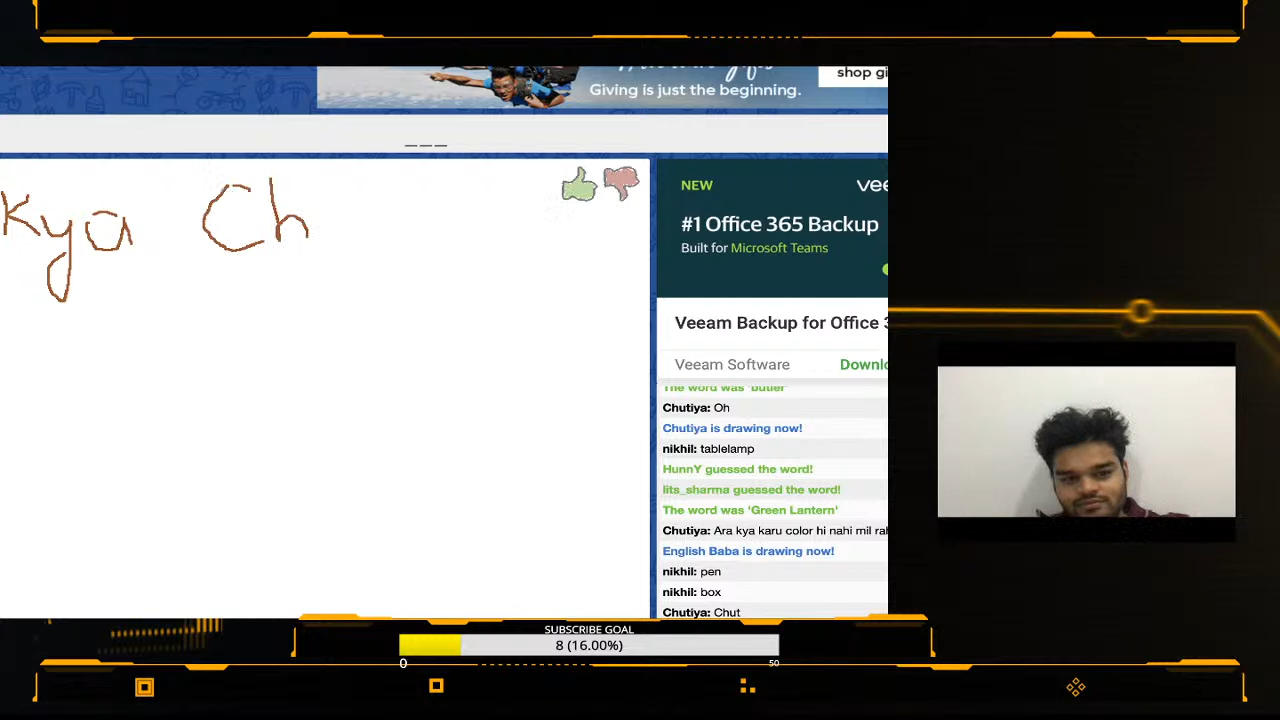 Giving is just the beginning.
shop gi
___
Kya Ch
NEW
vee
#1 Office 365 Backup
Built for Microsoft Teams
Veeam Backup for Office 3
Veeam Software Downlo
The word was 'butler'
Chutiya: Oh
Chutiya is drawing now!
nikhil: tablelamp
HunnY guessed the word!
lits_sharma guessed the word!
The word was 'Green Lantern'
Chutiya: Ara kya karu color hi nahi mil rah
English Baba is drawing now!
nikhil: pen
nikhil: box
Chutiya: Chut
SUBSCRIBE GOAL
8 (16.00%)
0 50